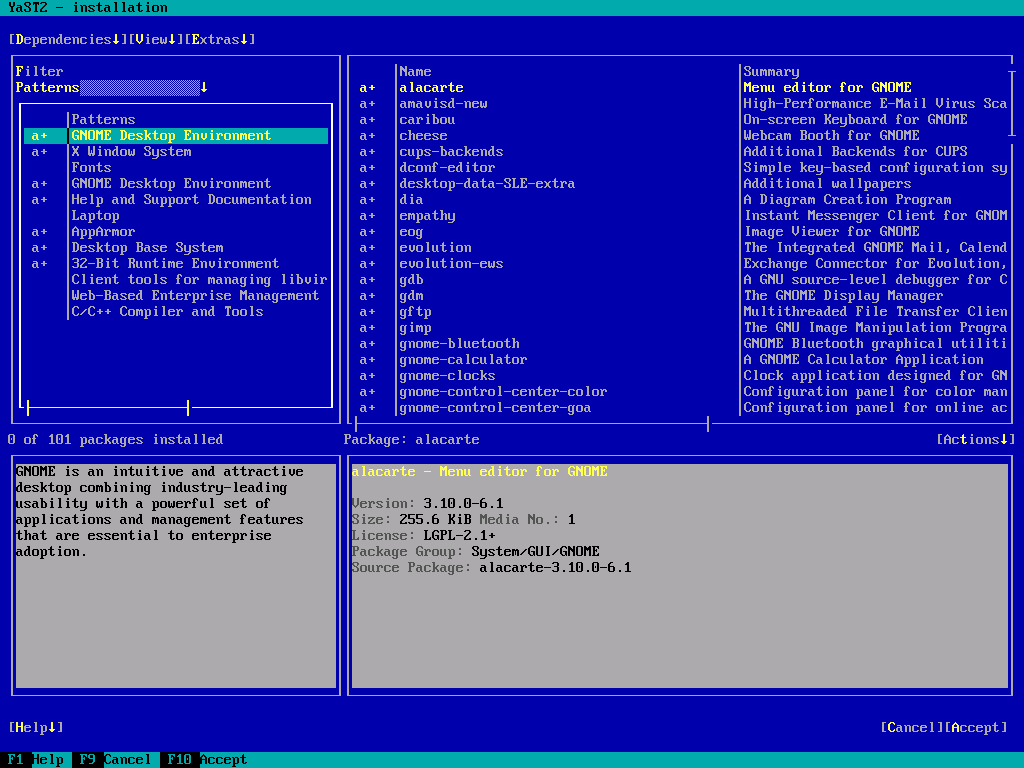 YaST2 - installation
[Dependencies↓][View↓][Extras↓]
Filter
Patterns ↓
Patterns
a+ GNOME Desktop Environment
a+ X Window System
Fonts
a+ GNOME Desktop Environment
a+ Help and Support Documentation
Laptop
a+ AppArmor
a+ Desktop Base System
a+ 32-Bit Runtime Environment
Client tools for managing libvir
Web-Based Enterprise Management
C/C++ Compiler and Tools
Name Summary
a+ alacarte Menu editor for GNOME
a+ amavisd-new High-Performance E-Mail Virus Sca
a+ caribou On-screen Keyboard for GNOME
a+ cheese Webcam Booth for GNOME
a+ cups-backends Additional Backends for CUPS
a+ dconf-editor Simple key-based configuration sy
a+ desktop-data-SLE-extra Additional wallpapers
a+ dia A Diagram Creation Program
a+ empathy Instant Messenger Client for GNOM
a+ eog Image Viewer for GNOME
a+ evolution The Integrated GNOME Mail, Calend
a+ evolution-ews Exchange Connector for Evolution,
a+ gdb A GNU source-level debugger for C
a+ gdm The GNOME Display Manager
a+ gftp Multithreaded File Transfer Clien
a+ gimp The GNU Image Manipulation Progra
a+ gnome-bluetooth GNOME Bluetooth graphical utiliti
a+ gnome-calculator A GNOME Calculator Application
a+ gnome-clocks Clock application designed for GN
a+ gnome-control-center-color Configuration panel for color man
a+ gnome-control-center-goa Configuration panel for online ac
0 of 101 packages installed
Package: alacarte [Actions↓]
GNOME is an intuitive and attractive
desktop combining industry-leading
usability with a powerful set of
applications and management features
that are essential to enterprise
adoption.
alacarte - Menu editor for GNOME
Version: 3.10.0-6.1
Size: 255.6 KiB Media No.: 1
License: LGPL-2.1+
Package Group: System/GUI/GNOME
Source Package: alacarte-3.10.0-6.1
[Help↓] [Cancel][Accept]
F1 Help F9 Cancel F10 Accept